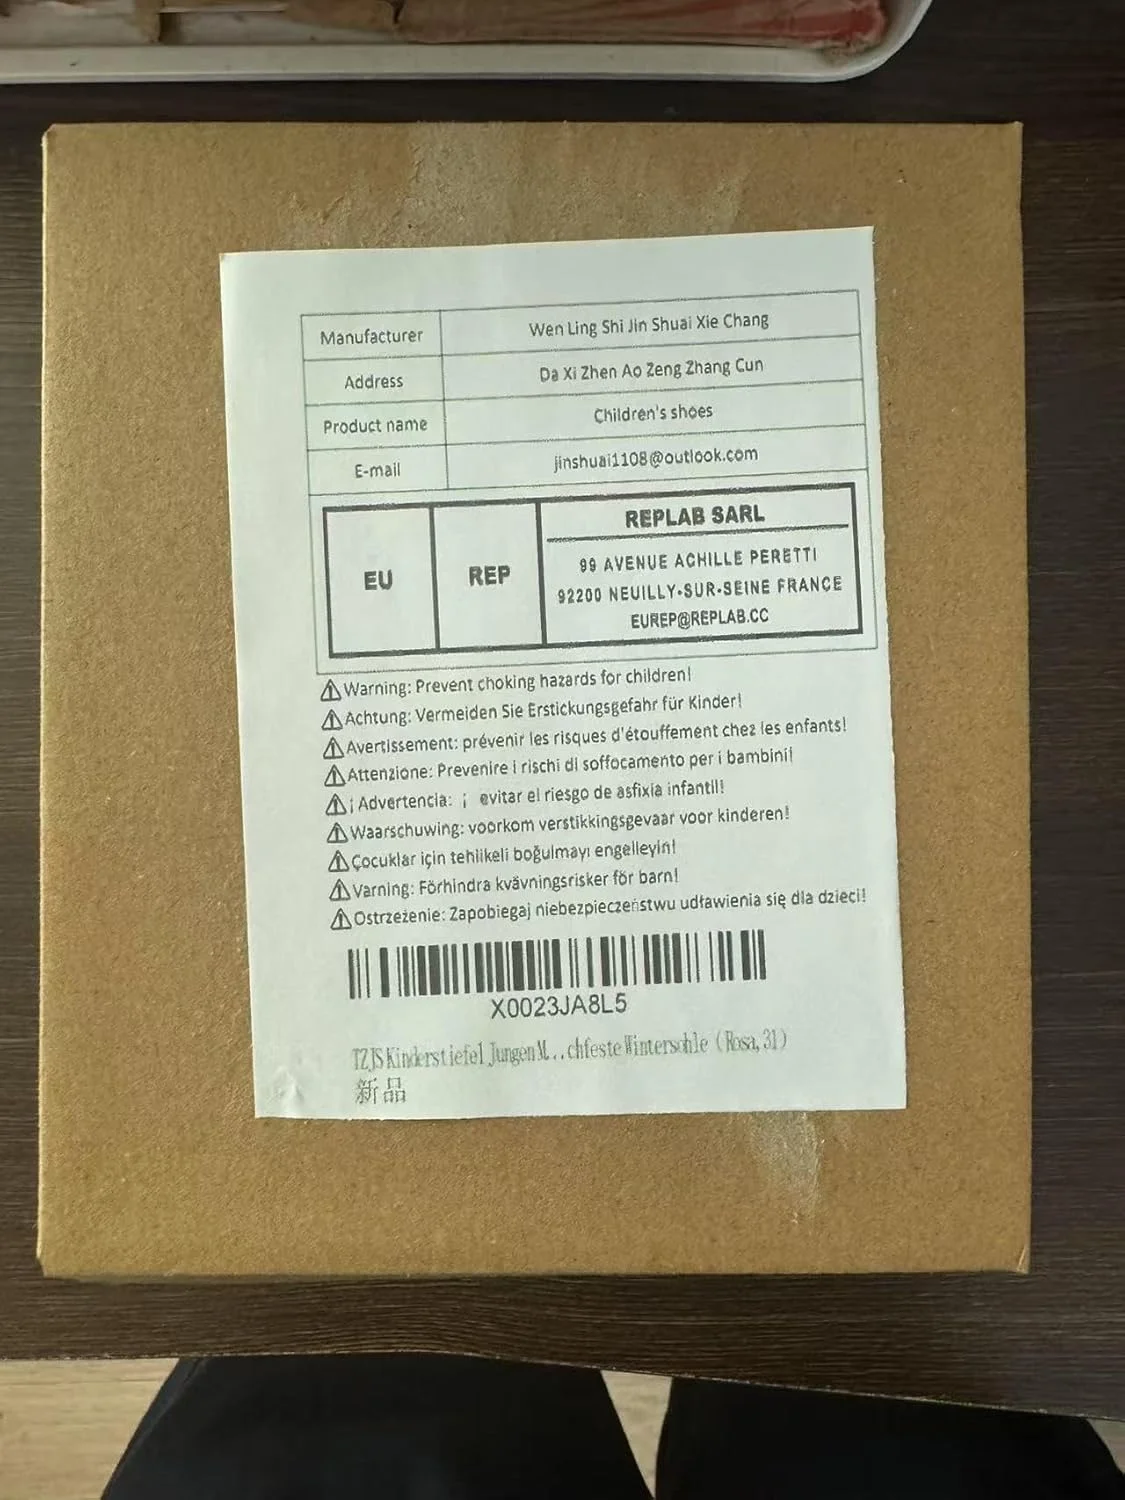 Manufacturer Wen Ling Shi Jin Shuai Xie Chang
Address Da Xi Zhen Ao Zeng Zhang Cun
Product name Children's shoes
E-mail jinshuai1108@outlook.com
EU REP REPLAB SARL
99 AVENUE ACHILLE PERETTI
92200 NEUILLY-SUR-SEINE FRANCE
EUREP@REPLAB.CC
⚠Warning: Prevent choking hazards for children!
⚠Achtung: Vermeiden Sie Erstickungsgefahr für Kinder!
⚠Avertissement: prévenir les risques d'étouffement chez les enfants!
⚠Attenzione: Prevenire i rischi di soffocamento per i bambini!
⚠¡Advertencia: ¡ evitar el riesgo de asfixia infantil!
⚠Waarschuwing: voorkom verstikkingsgevaar voor kinderen!
⚠Çocuklar için tehlikeli boğulmayı engelleyin!
⚠Varning: Förhindra kvävningsrisker för barn!
⚠Ostrzeżenie: Zapobiegaj niebezpieczeństwu udławienia się dla dzieci!
X0023JA8L5
TZJS Kinderstiefel Jungen M...chfeste Wintersohle (Rosa, 31)
新品